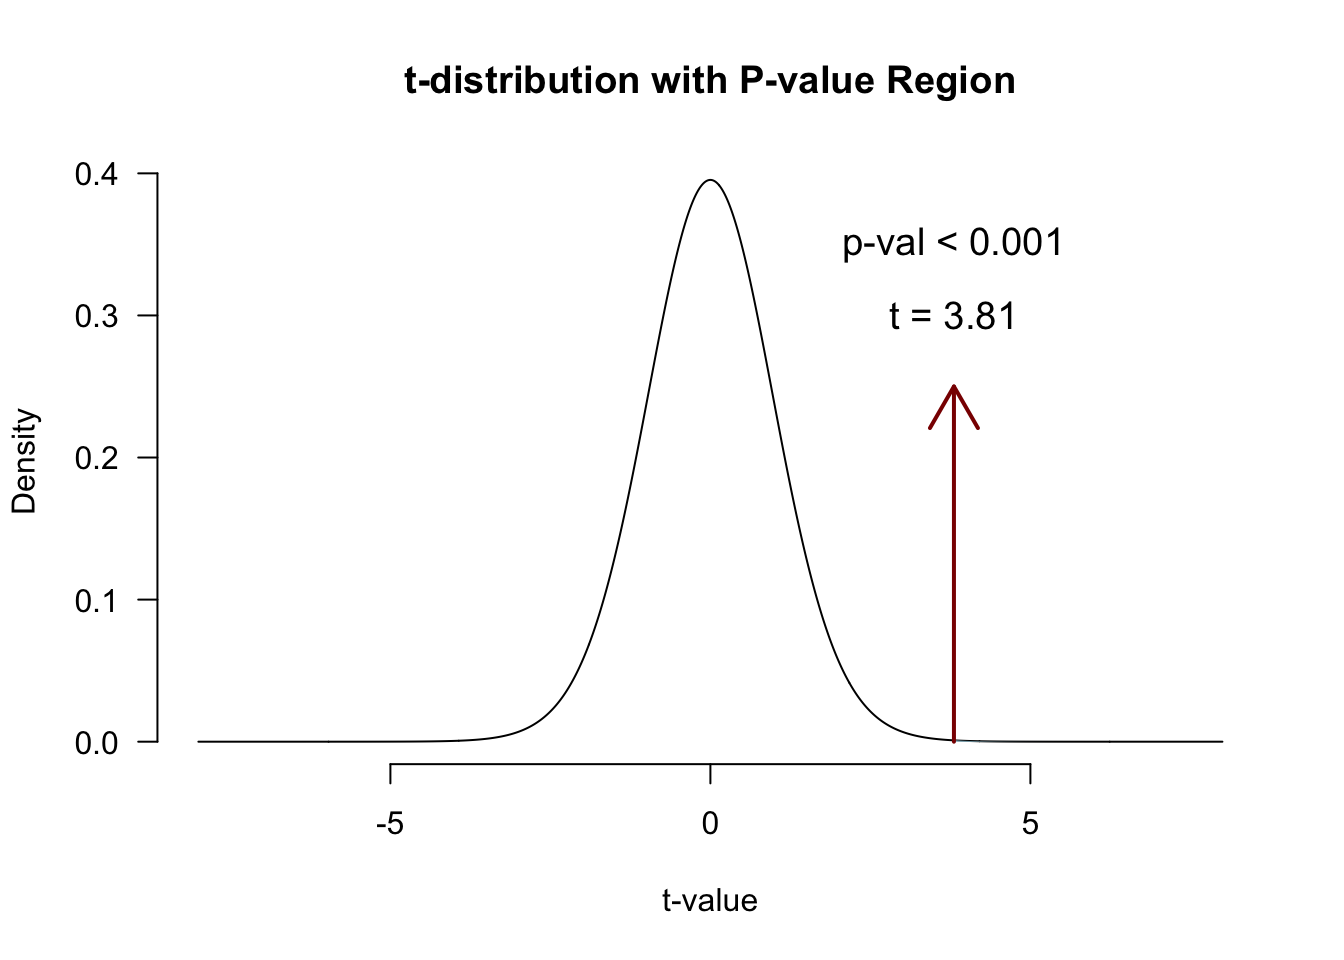 t-distribution with P-value Region
0.4
p-val < 0.001
0.3
t = 3.81
Density
0.2
0.1
0.0
-5 0 5
t-value